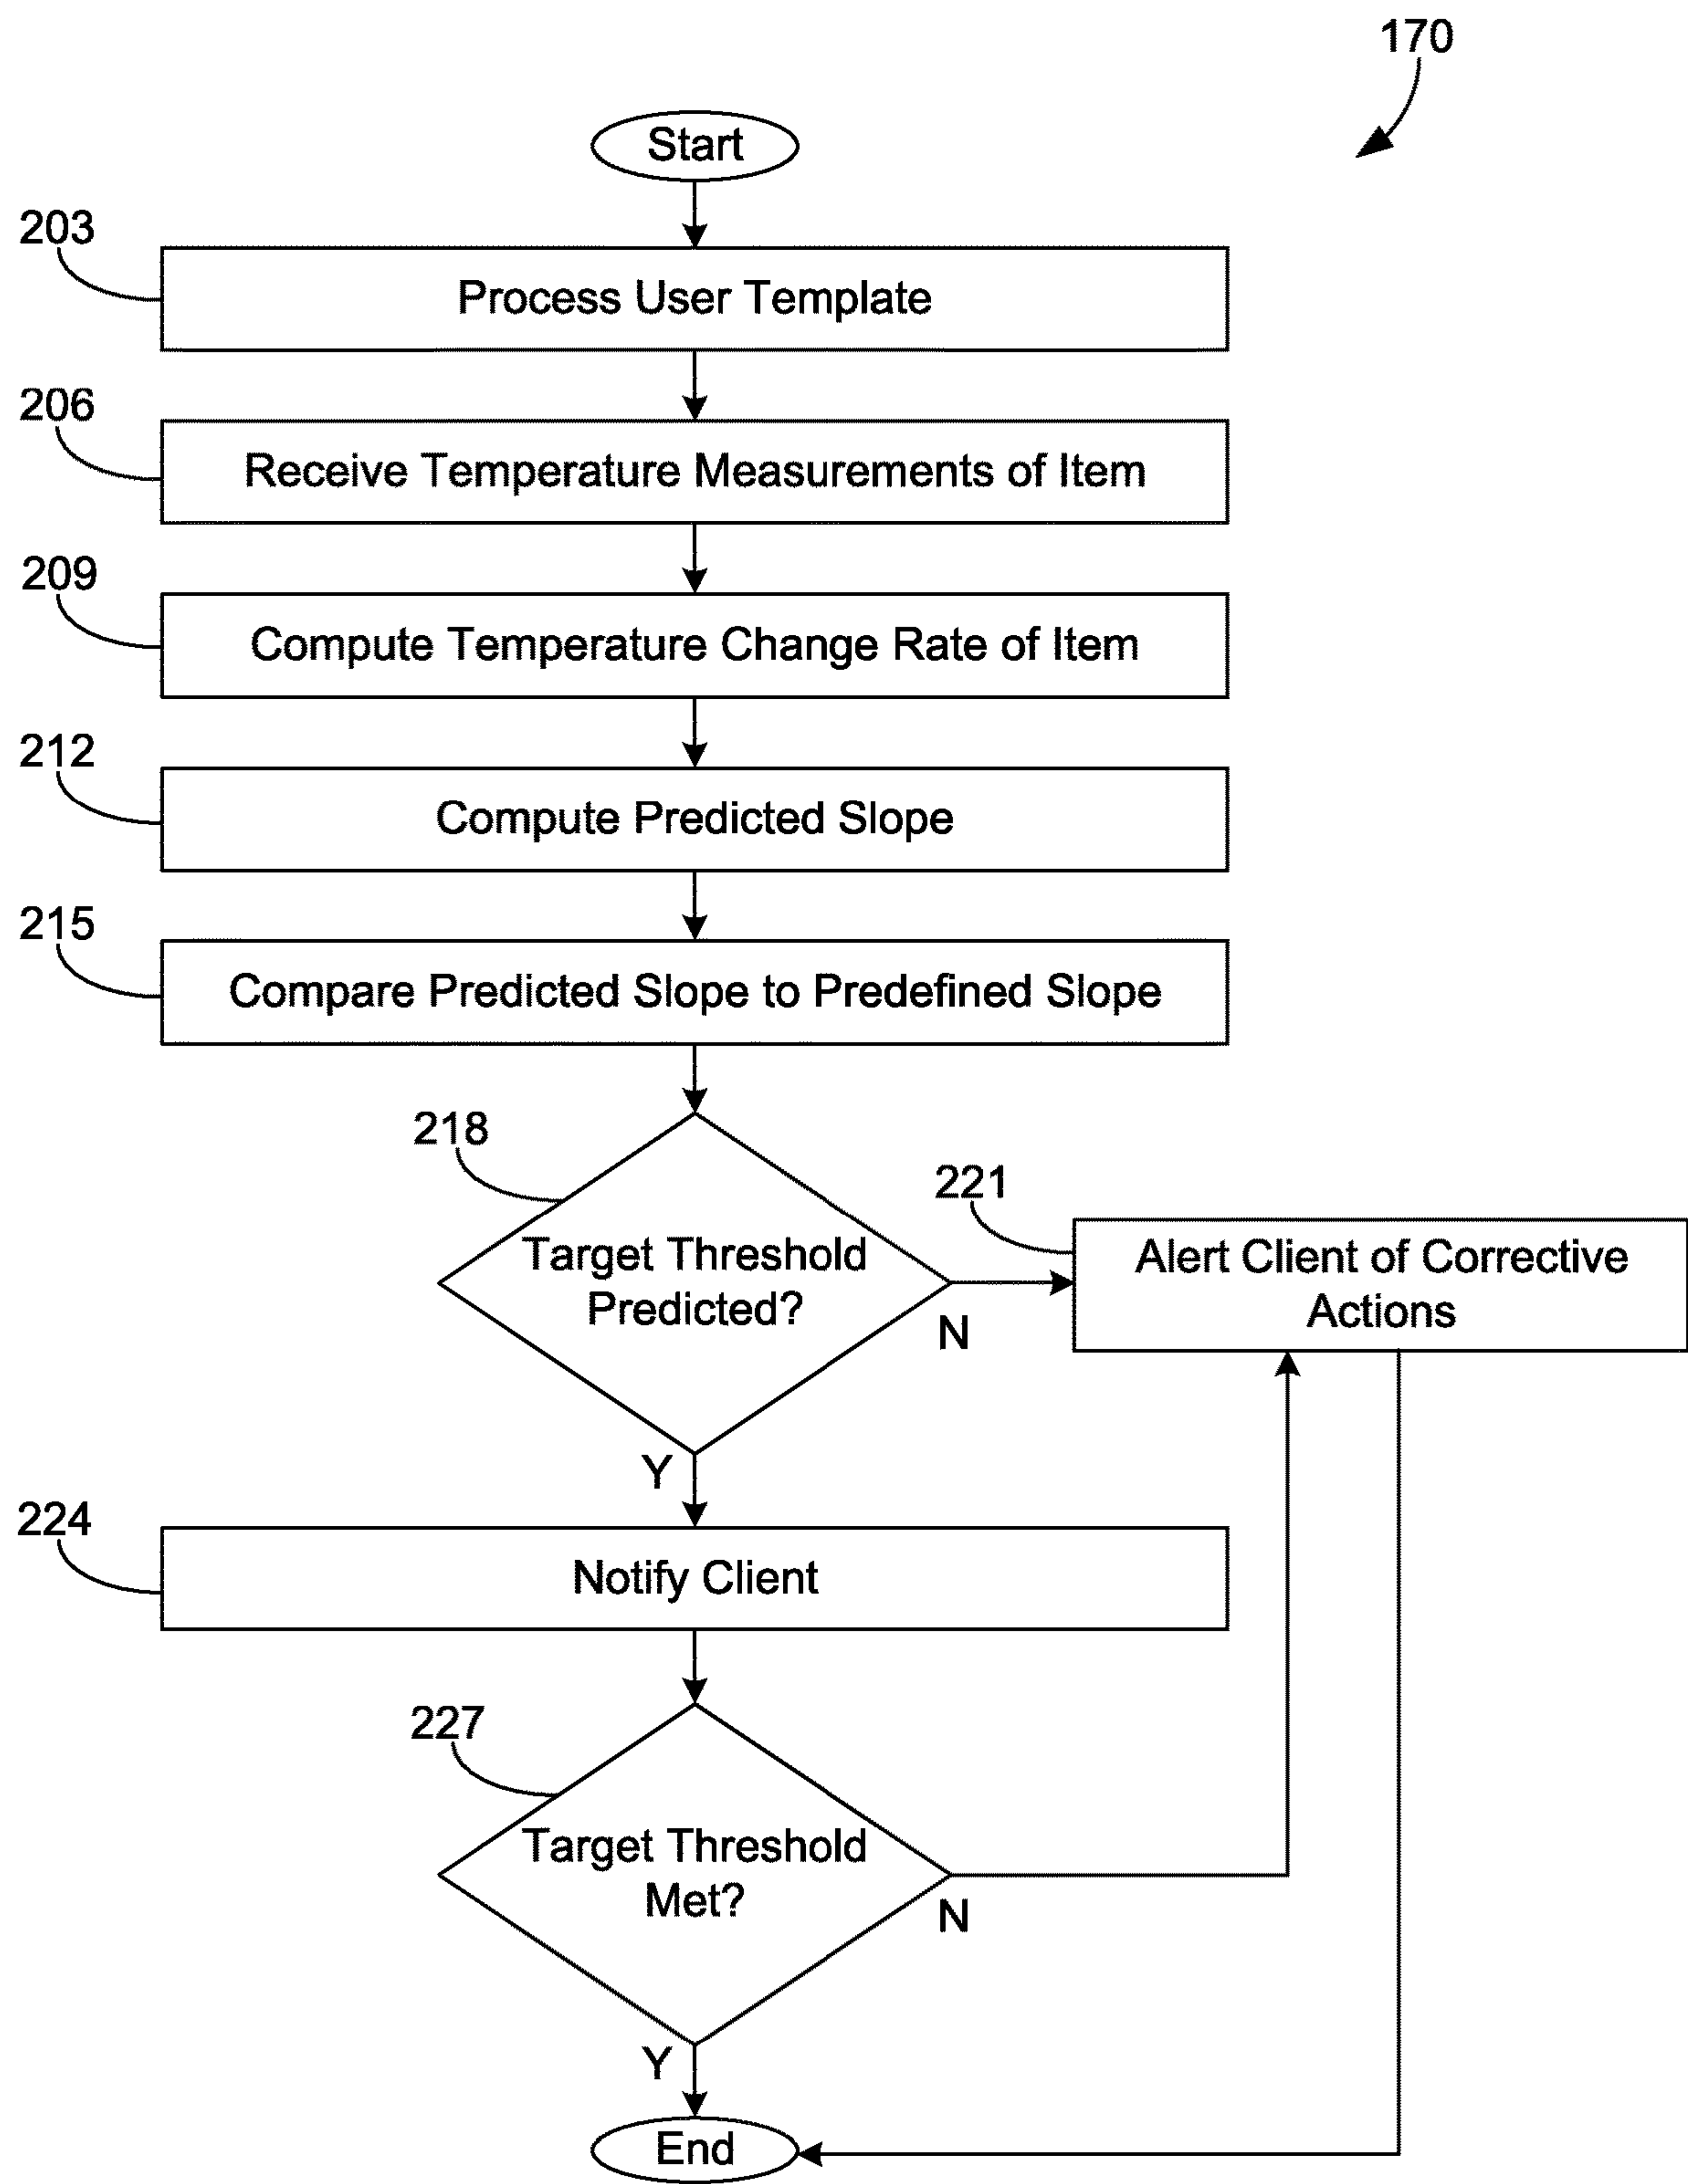 170
Start
203
Process User Template
206
Receive Temperature Measurements of Item
209
Compute Temperature Change Rate of Item
212
Compute Predicted Slope
215
Compare Predicted Slope to Predefined Slope
218
Target Threshold
Predicted?
N
221
Alert Client of Corrective
Actions
Y
224
Notify Client
227
Target Threshold
Met?
N
Y
End